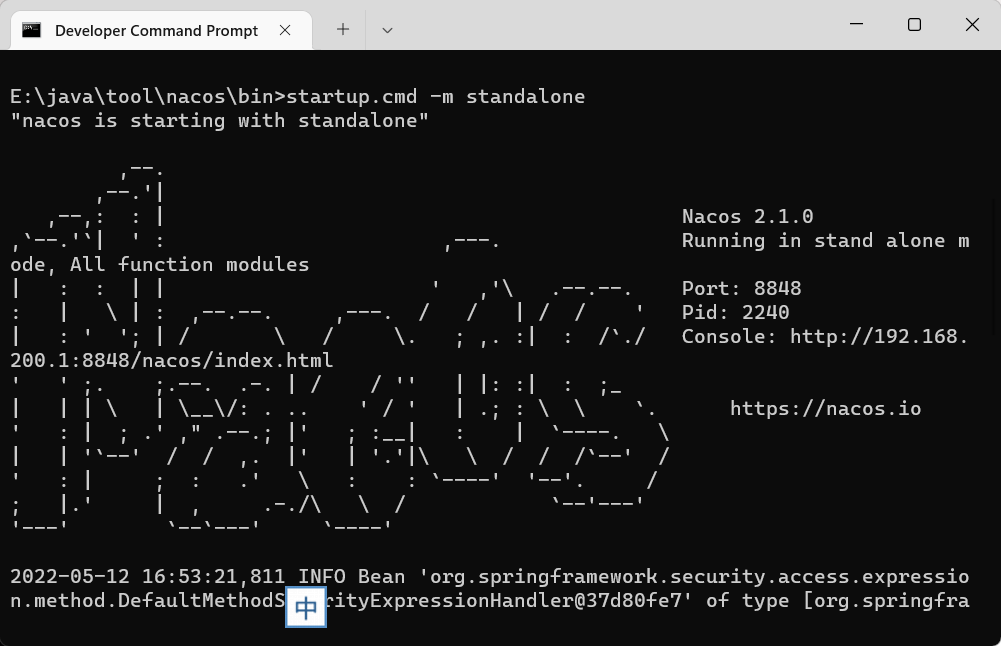 Developer Command Prompt
E:\java\tool\nacos\bin>startup.cmd -m standalone
"nacos is starting with standalone"
Nacos 2.1.0
Running in stand alone m
ode, All function modules
Port: 8848
Pid: 2240
Console: http://192.168.
200.1:8848/nacos/index.html
https://nacos.io
2022-05-12 16:53:21,811 INFO Bean 'org.springframework.security.access.expressio
n.method.DefaultMethodS rityExpressionHandler@37d80fe7' of type [org.springfra
中